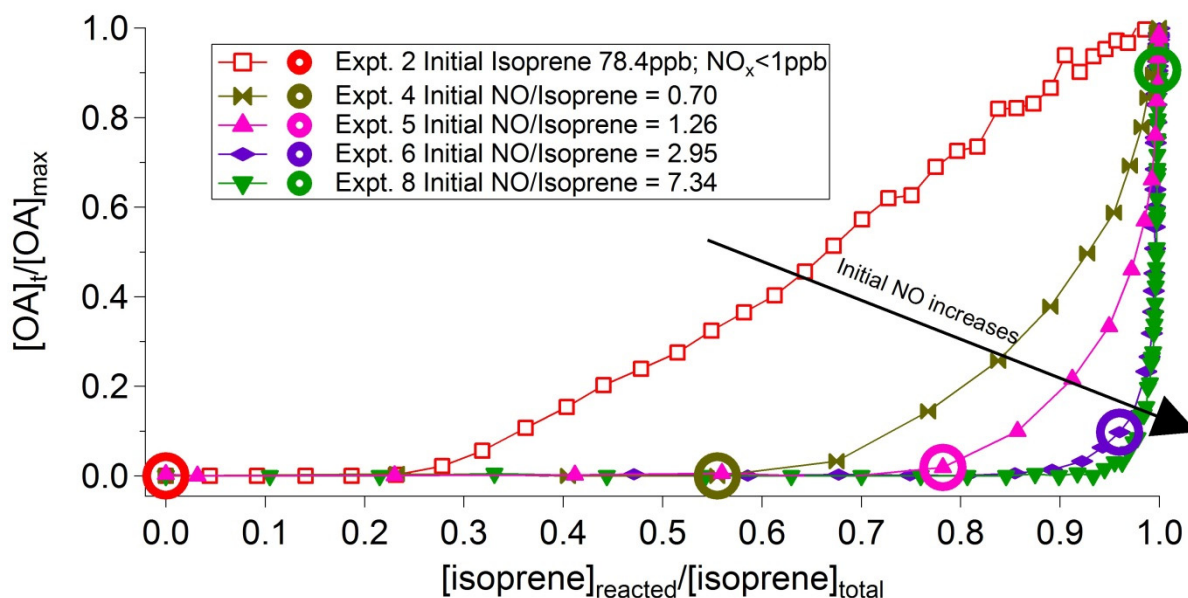 1.0
0.8
0.6
0.4
0.2
0.0
[OA]t/[OA]max
Expt. 2 Initial Isoprene 78.4ppb; NOx<1ppb
Expt. 4 Initial NO/Isoprene = 0.70
Expt. 5 Initial NO/Isoprene = 1.26
Expt. 6 Initial NO/Isoprene = 2.95
Expt. 8 Initial NO/Isoprene = 7.34
Initial NO increases
0.0 0.1 0.2 0.3 0.4 0.5 0.6 0.7 0.8 0.9 1.0
[isoprene]reacted/[isoprene]total